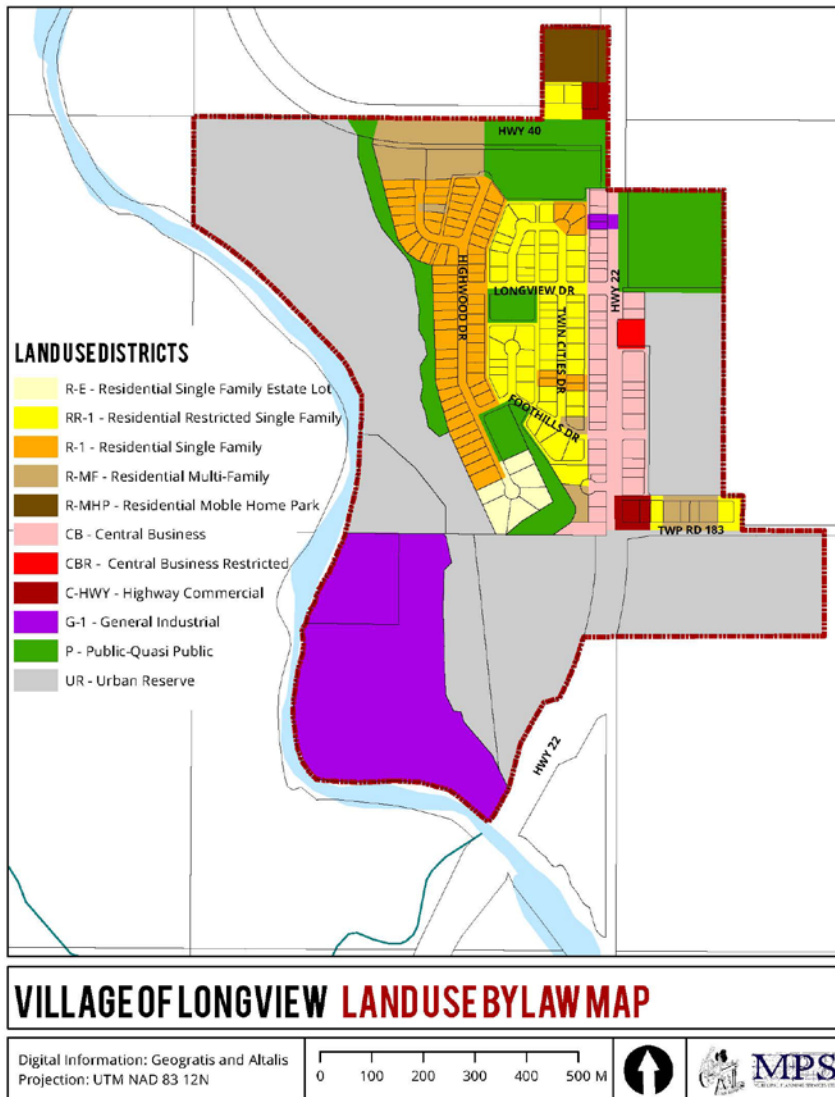 HWY 40
HIGHWOOD DR
LONGVIEW DR
HWY 22
TWIN CITIES DR
FOOTHILLS DR
TWP RD 183
HWY 22
LAND USE DISTRICTS
R-E - Residential Single Family Estate Lot
RR-1 - Residential Restricted Single Family
R-1 - Residential Single Family
R-MF - Residential Multi-Family
R-MHP - Residential Moble Home Park
CB - Central Business
CBR - Central Business Restricted
C-HWY - Highway Commercial
G-1 - General Industrial
P - Public-Quasi Public
UR - Urban Reserve
VILLAGE OF LONGVIEW LAND USE BYLAW MAP
Digital Information: Geogratis and Altalis
Projection: UTM NAD 83 12N
0 100 200 300 400 500 M
MPS